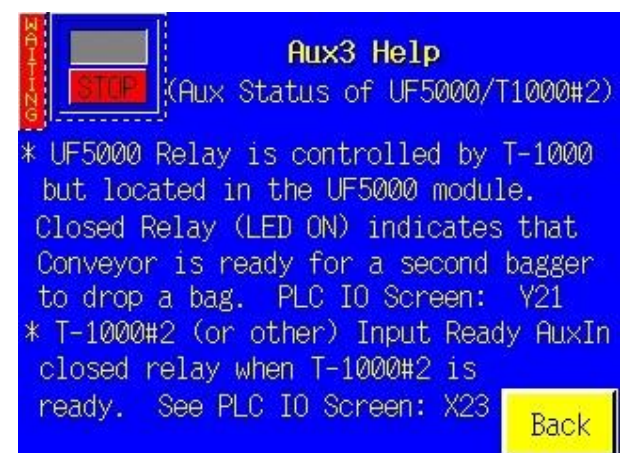 WAITING
STOP
Aux3 Help
(Aux Status of UF5000/T1000#2)
* UF5000 Relay is controlled by T-1000
but located in the UF5000 module.
Closed Relay (LED ON) indicates that
Conveyor is ready for a second bagger
to drop a bag. PLC IO Screen: Y21
* T-1000#2 (or other) Input Ready AuxIn
closed relay when T-1000#2 is
ready. See PLC IO Screen: X23
Back